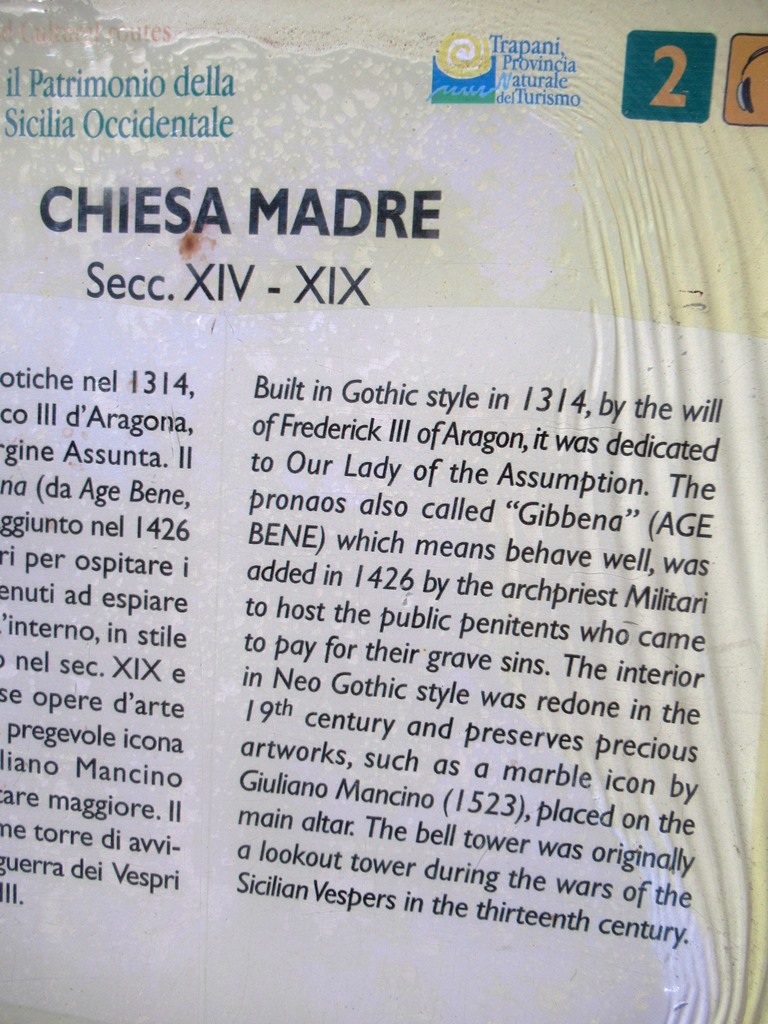 d Cultural routes
il Patrimonio della
Sicilia Occidentale
Trapani,
Provincia
Naturale
del Turismo
2
CHIESA MADRE
Secc. XIV - XIX
otiche nel 1314,
co III d'Aragona,
rgine Assunta. Il
na (da Age Bene,
ggiunto nel 1426
ri per ospitare i
enuti ad espiare
'interno, in stile
o nel sec. XIX e
se opere d'arte
pregevole icona
liano Mancino
tare maggiore. Il
me torre di avvi-
guerra dei Vespri
III.
Built in Gothic style in 1314, by the will
of Frederick III of Aragon, it was dedicated
to Our Lady of the Assumption. The
pronaos also called "Gibbena" (AGE
BENE) which means behave well, was
added in 1426 by the archpriest Militari
to host the public penitents who came
to pay for their grave sins. The interior
in Neo Gothic style was redone in the
19th century and preserves precious
artworks, such as a marble icon by
Giuliano Mancino (1523), placed on the
main altar. The bell tower was originally
a lookout tower during the wars of the
Sicilian Vespers in the thirteenth century.